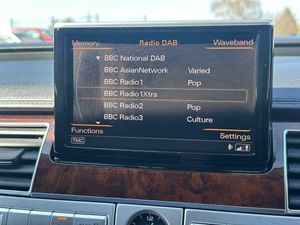 Memory Radio DAB Waveband
BBC National DAB
BBC AsianNetwork Varied
BBC Radio1 Pop
BBC Radio1Xtra
BBC Radio2 Pop
BBC Radio3 Culture
Functions Settings
TMC